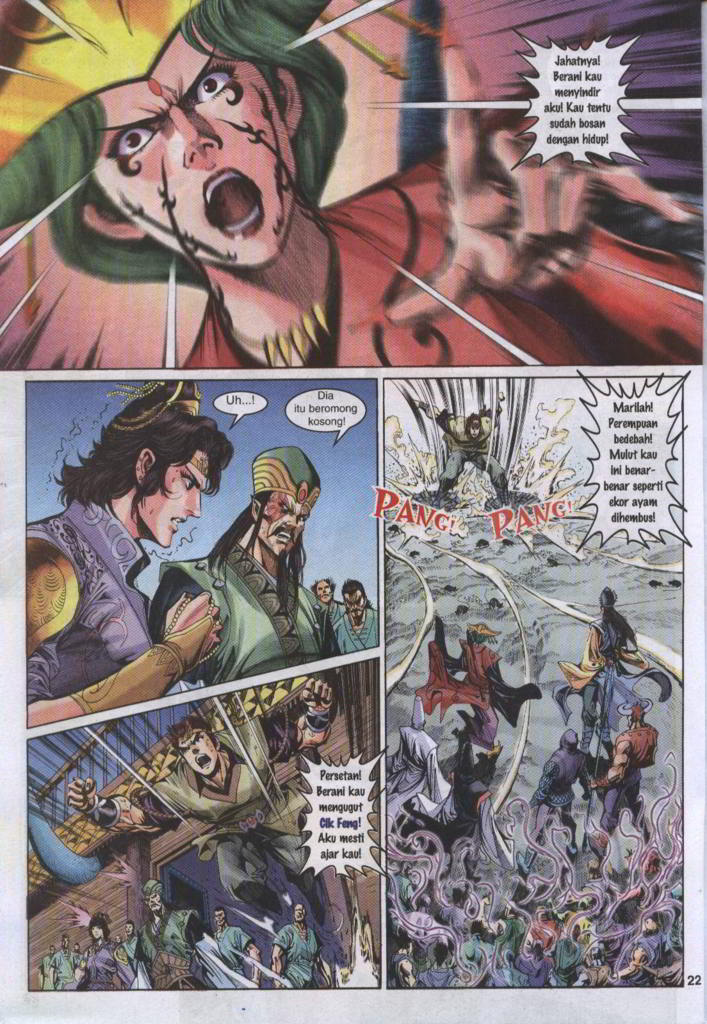 Jahatnya!
Berani kau
menyindir
aku! Kau tentu
sudah bosan
dengan hidup!
Uh...!
Dia
itu beromong
kosong!
Persetan!
Berani kau
mengugut
Cik Feng!
Aku mesti
ajar kau!
PANG!
PANG!
Marilah!
Perempuan
bedebah!
Mulut kau
ini benar-
benar seperti
ekor ayam
dihembus!
22